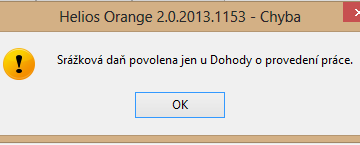 Helios Orange 2.0.2013.1153 - Chyba
Srážková daň povolena jen u Dohody o provedení práce.
OK